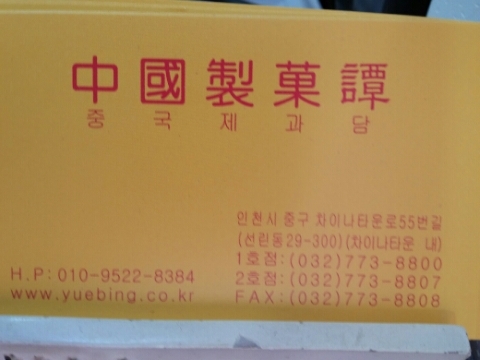 中國製菓譚
중국제과담
인천시 중구 차이나타운로55번길
(선린동29-300)(차이나타운 내)
1호점:(032)773-8800
2호점:(032)773-8807
FAX:(032)773-8808
H.P:010-9522-8384
www.yuebing.co.kr